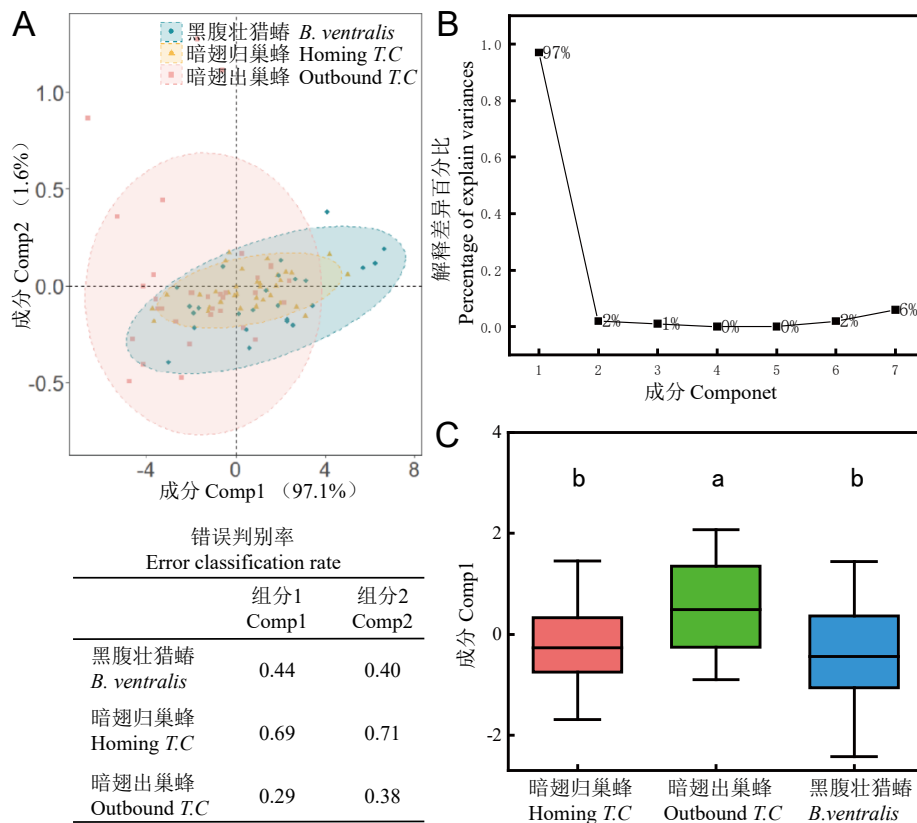 A
黑腹壮猎蝽 B. ventralis
暗翅归巢蜂 Homing T.C
暗翅出巢蜂 Outbound T.C
1.0
0.5
0.0
-0.5
成分 Comp2 （1.6%）
-4
0
4
8
成分 Comp1 （97.1%）
错误判别率
Error classification rate
组分1
Comp1
组分2
Comp2
黑腹壮猎蝽
B. ventralis
0.44
0.40
暗翅归巢蜂
Homing T.C
0.69
0.71
暗翅出巢蜂
Outbound T.C
0.29
0.38
B
1.0
0.8
0.6
0.4
0.2
0.0
解释差异百分比
Percentage of explain variances
97%
2%
1%
0%
0%
2%
6%
1
2
3
4
5
6
7
成分 Componet
C
4
2
0
-2
成分 Comp1
b
a
b
暗翅归巢蜂
Homing T.C
暗翅出巢蜂
Outbound T.C
黑腹壮猎蝽
B.ventralis